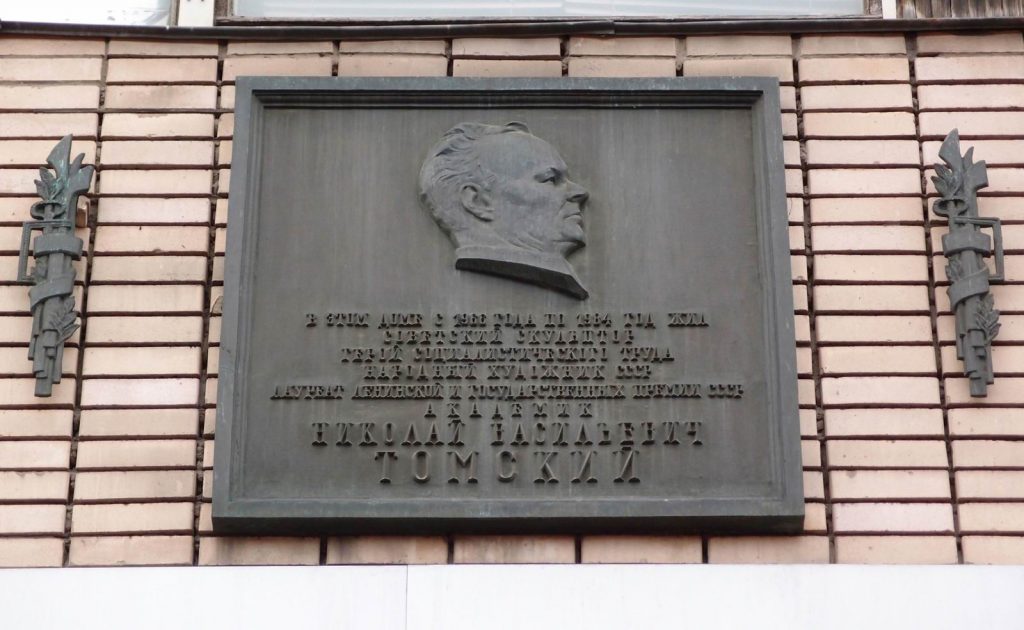 В ЭТОМ ДОМЕ С 1966 ГОДА ПО 1984 ГОД ЖИЛ
СОВЕТСКИЙ СКУЛЬПТОР
ГЕРОЙ СОЦИАЛИСТИЧЕСКОГО ТРУДА
НАРОДНЫЙ ХУДОЖНИК СССР
ЛАУРЕАТ ЛЕНИНСКОЙ И ГОСУДАРСТВЕННЫХ ПРЕМИЙ СССР
АКАДЕМИК
НИКОЛАЙ ВАСИЛЬЕВИЧ
ТОМСКИЙ